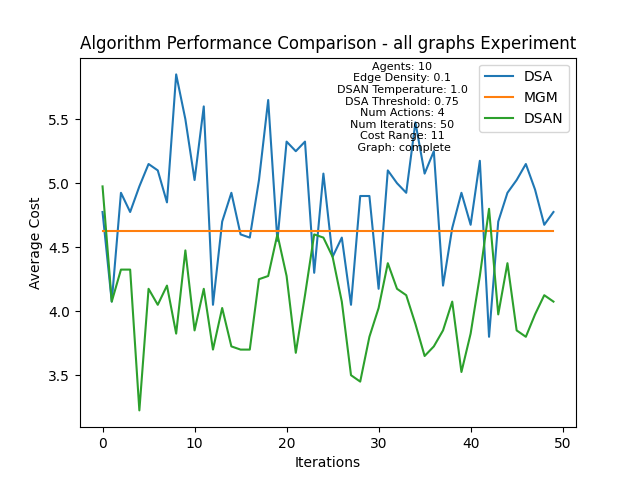 Algorithm Performance Comparison - all graphs Experiment
Agents: 10
Edge Density: 0.1
DSAN Temperature: 1.0
DSA Threshold: 0.75
Num Actions: 4
Num Iterations: 50
Cost Range: 11
Graph: complete
DSA
MGM
DSAN
Average Cost
5.5
5.0
4.5
4.0
3.5
0
10
20
30
40
50
Iterations